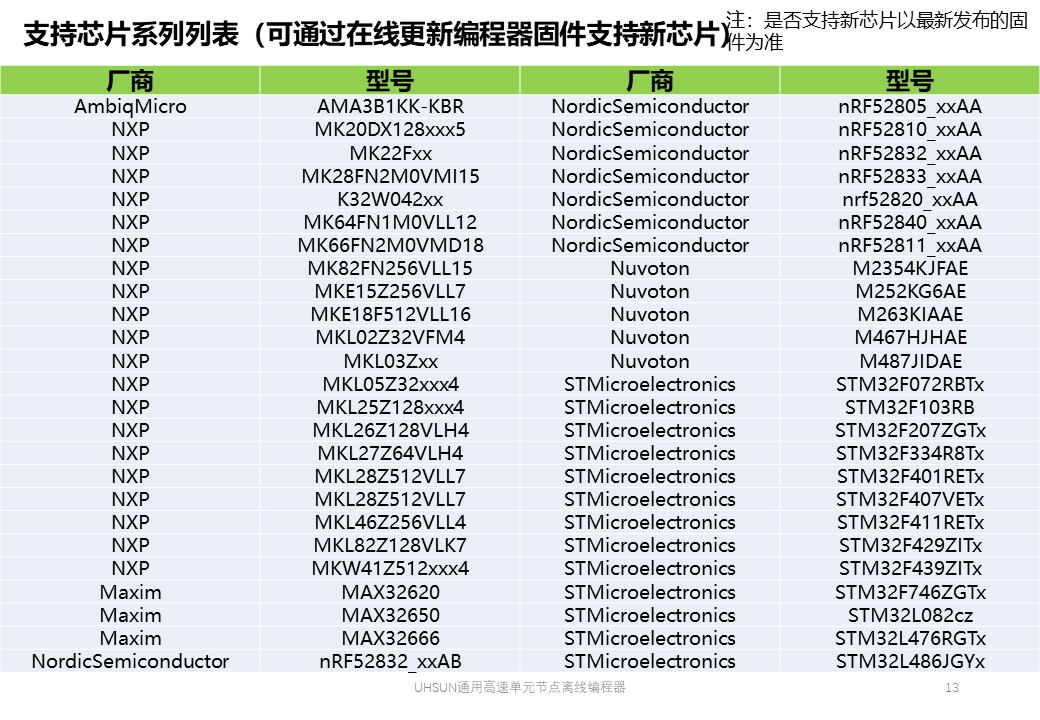 支持芯片系列列表（可通过在线更新编程器固件支持新芯片)
注：是否支持新芯片以最新发布的固
件为准
厂商 型号 厂商 型号
AmbiqMicro AMA3B1KK-KBR NordicSemiconductor nRF52805_xxAA
NXP MK20DX128xxx5 NordicSemiconductor nRF52810_xxAA
NXP MK22Fxx NordicSemiconductor nRF52832_xxAA
NXP MK28FN2M0VMI15 NordicSemiconductor nRF52833_xxAA
NXP K32W042xx NordicSemiconductor nrf52820_xxAA
NXP MK64FN1M0VLL12 NordicSemiconductor nRF52840_xxAA
NXP MK66FN2M0VMD18 NordicSemiconductor nRF52811_xxAA
NXP MK82FN256VLL15 Nuvoton M2354KJFAE
NXP MKE15Z256VLL7 Nuvoton M252KG6AE
NXP MKE18F512VLL16 Nuvoton M263KIAAE
NXP MKL02Z32VFM4 Nuvoton M467HJHAE
NXP MKL03Zxx Nuvoton M487JIDAE
NXP MKL05Z32xxx4 STMicroelectronics STM32F072RBTx
NXP MKL25Z128xxx4 STMicroelectronics STM32F103RB
NXP MKL26Z128VLH4 STMicroelectronics STM32F207ZGTx
NXP MKL27Z64VLH4 STMicroelectronics STM32F334R8Tx
NXP MKL28Z512VLL7 STMicroelectronics STM32F401RETx
NXP MKL28Z512VLL7 STMicroelectronics STM32F407VETx
NXP MKL46Z256VLL4 STMicroelectronics STM32F411RETx
NXP MKL82Z128VLK7 STMicroelectronics STM32F429ZITx
NXP MKW41Z512xxx4 STMicroelectronics STM32F439ZITx
Maxim MAX32620 STMicroelectronics STM32F746ZGTx
Maxim MAX32650 STMicroelectronics STM32L082cz
Maxim MAX32666 STMicroelectronics STM32L476RGTx
NordicSemiconductor nRF52832_xxAB STMicroelectronics STM32L486JGYx
UHSUN通用高速单元节点离线编程器 13